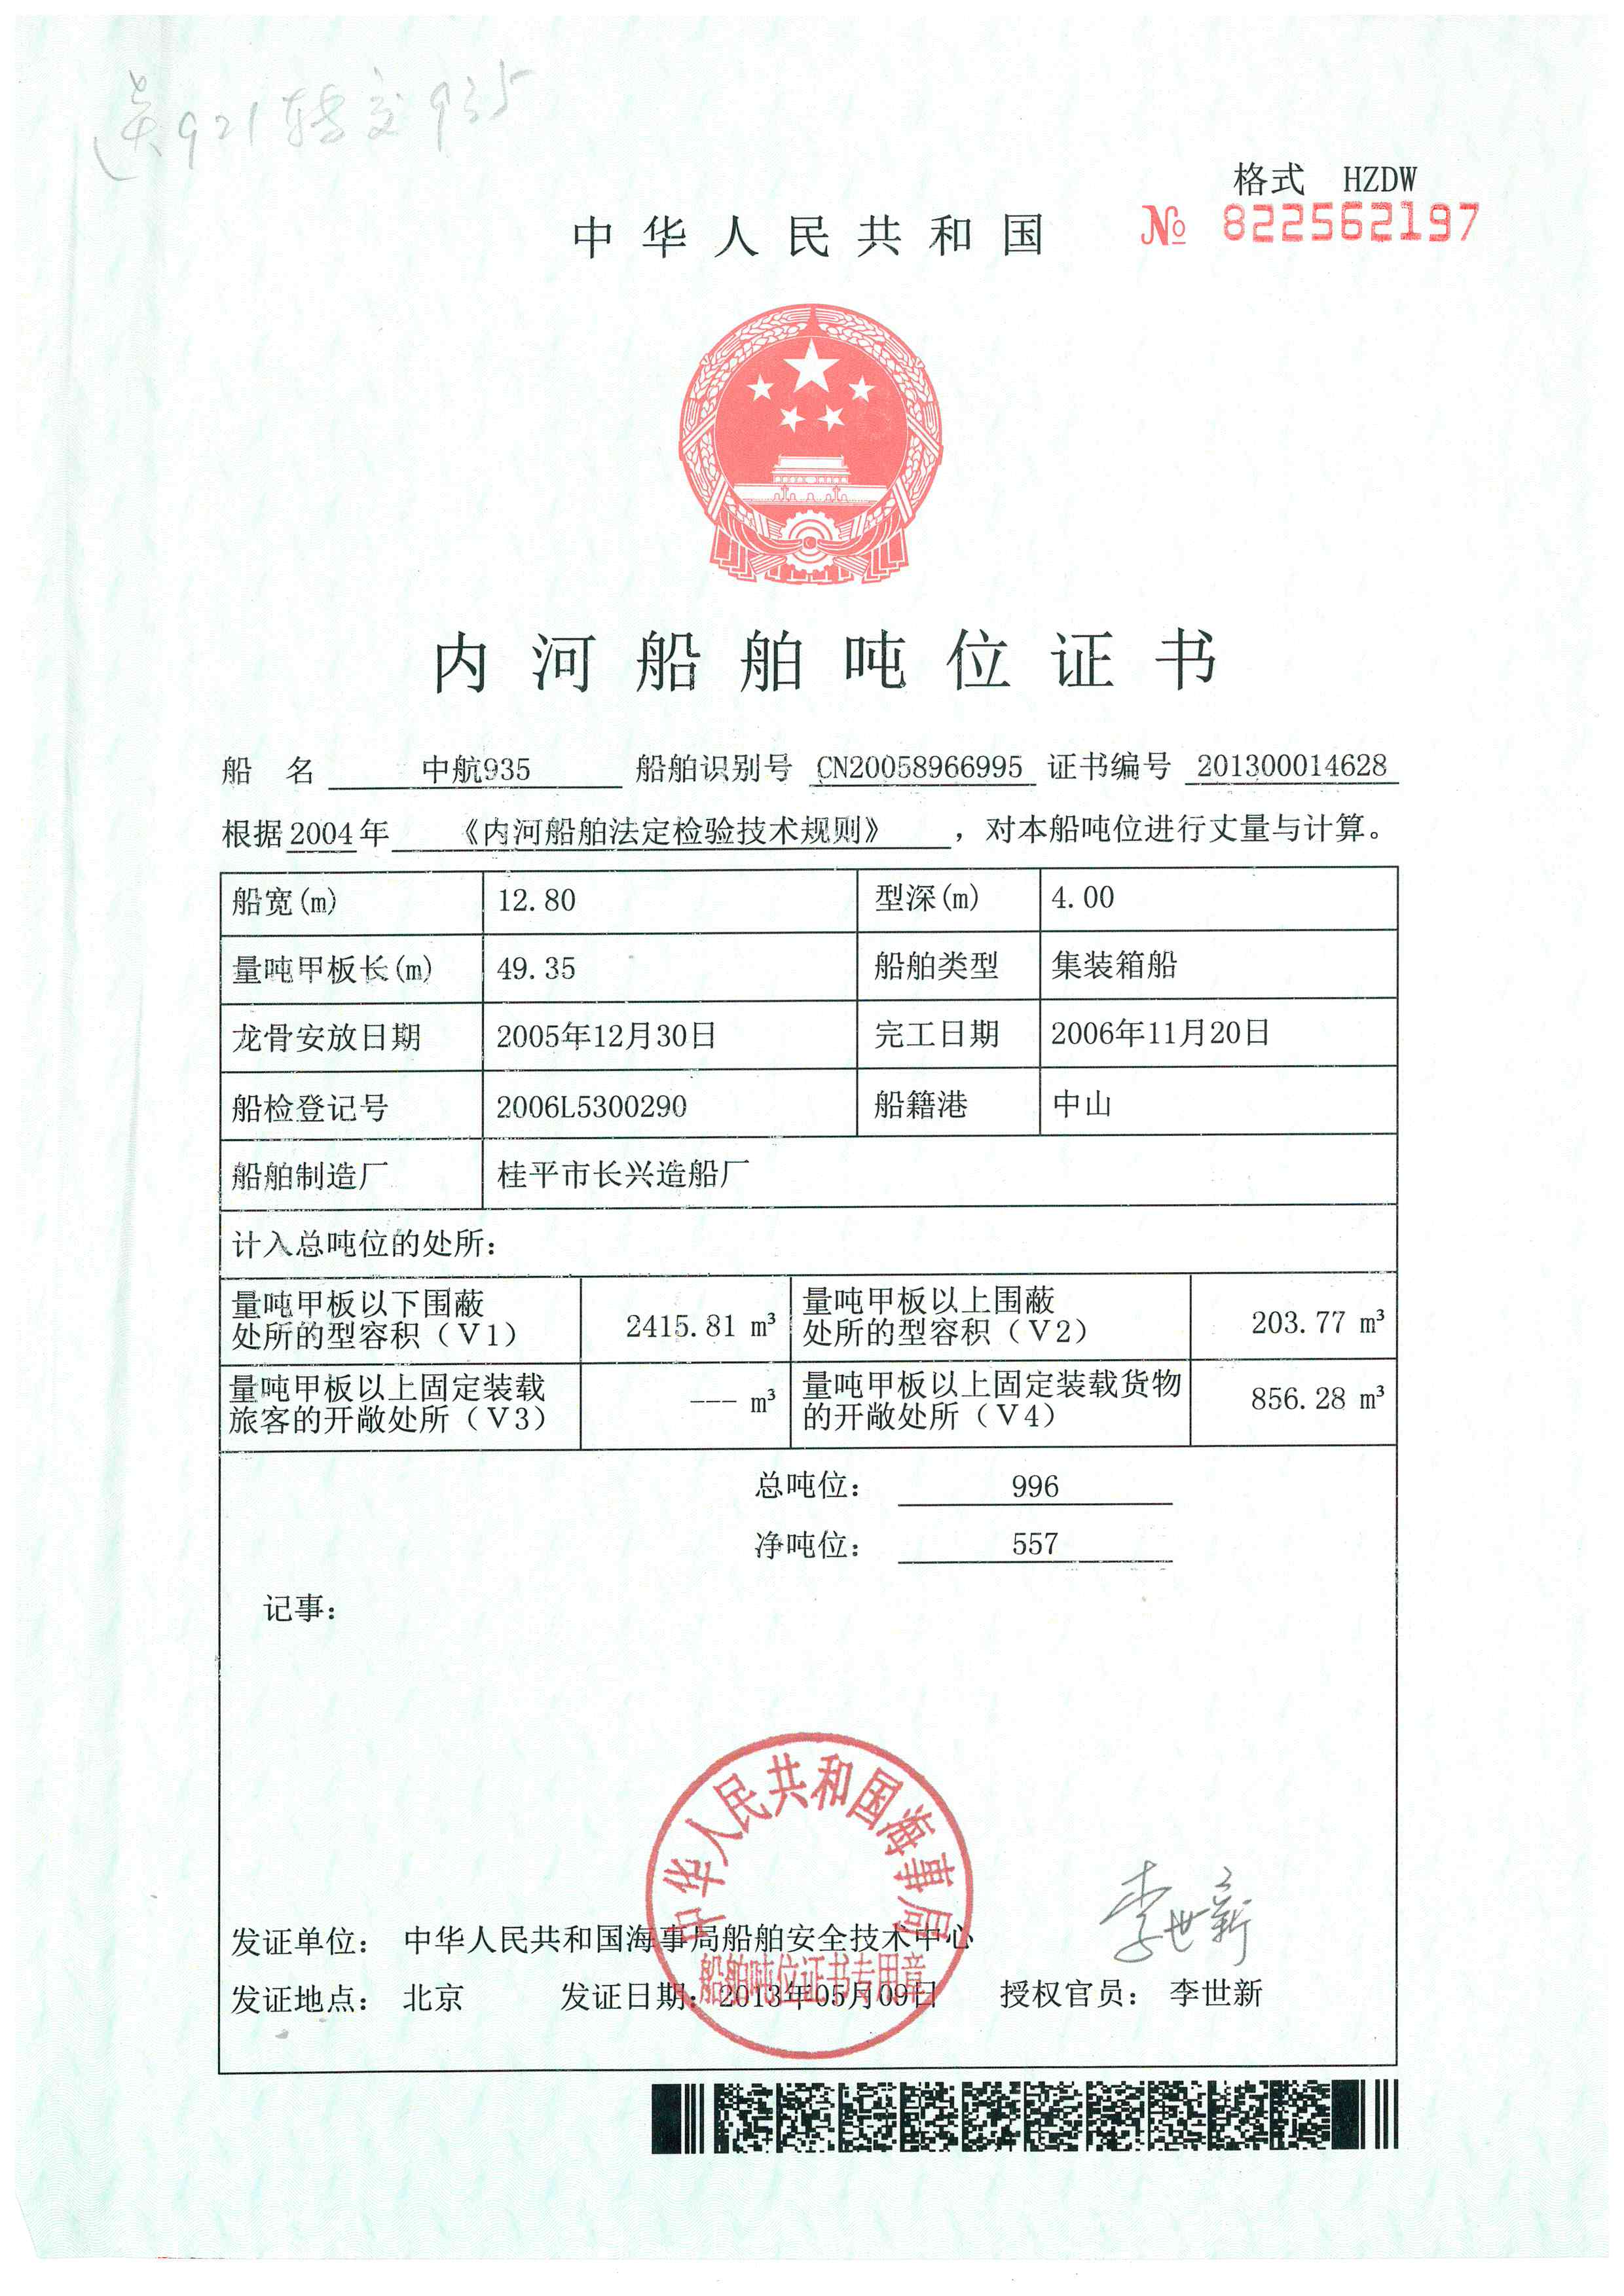 921转交935
格式 HZDW
中华人民共和国
№ 822562197
内河船舶吨位证书
船 名 中航935 船舶识别号 CN20058966995 证书编号 201300014628
根据2004年 《内河船舶法定检验技术规则》 ,对本船吨位进行丈量与计算。
船宽(m) 12.80 型深(m) 4.00
量吨甲板长(m) 49.35 船舶类型 集装箱船
龙骨安放日期 2005年12月30日 完工日期 2006年11月20日
船检登记号 2006L5300290 船籍港 中山
船舶制造厂 桂平市长兴造船厂
计入总吨位的处所:
量吨甲板以下围蔽
处所的型容积(V1) 2415.81 m³
量吨甲板以上围蔽
处所的型容积(V2) 203.77 m³
量吨甲板以上固定装载
旅客的开敞处所(V3) --- m³
量吨甲板以上固定装载货物
的开敞处所(V4) 856.28 m³
总吨位: 996
净吨位: 557
记事:
中华人民共和国海事局
船舶吨位证书专用章
李世新
发证单位: 中华人民共和国海事局船舶安全技术中心
发证地点: 北京 发证日期: 2013年05月09日 授权官员: 李世新